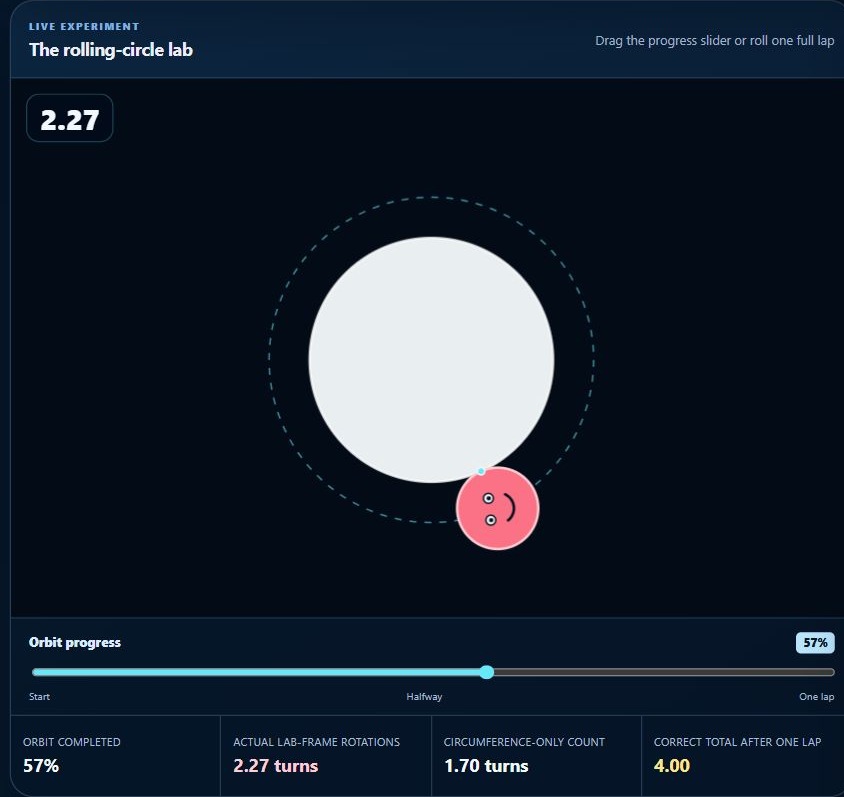 LIVE EXPERIMENT
The rolling-circle lab
Drag the progress slider or roll one full lap
2.27
Orbit progress
57%
Start
Halfway
One lap
ORBIT COMPLETED
57%
ACTUAL LAB-FRAME ROTATIONS
2.27 turns
CIRCUMFERENCE-ONLY COUNT
1.70 turns
CORRECT TOTAL AFTER ONE LAP
4.00